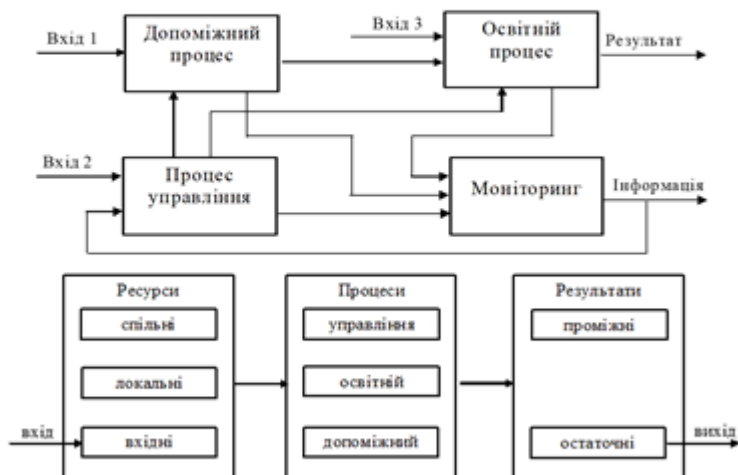 Вхід 1
Допоміжний
процес
Вхід 3
Освітній
процес
Результат
Вхід 2
Процес
управління
Моніторинг
Інформація
Ресурси
спільні
локальні
вхідні
Процеси
управління
освітній
допоміжний
Результати
проміжні
остаточні
вхід
вихід